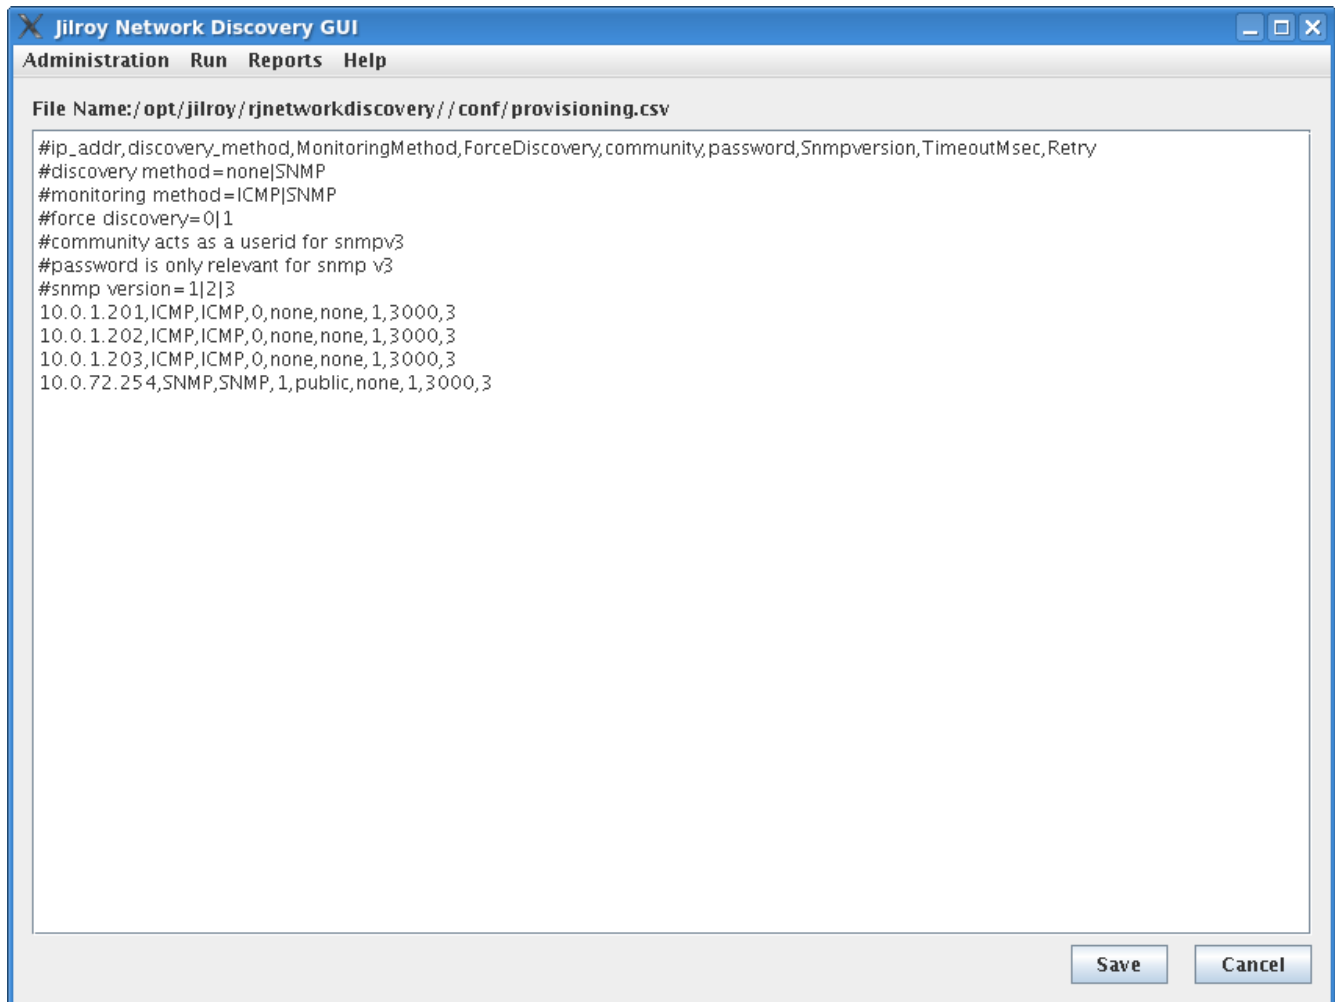 Jilroy Network Discovery GUI
Administration Run Reports Help
File Name:/opt/jilroy/rjnetworkdiscovery//conf/provisioning.csv
#ip_addr,discovery_method,MonitoringMethod,ForceDiscovery,community,password,Snmpversion,TimeoutMsec,Retry
#discovery method=none|SNMP
#monitoring method=ICMP|SNMP
#force discovery=0|1
#community acts as a userid for snmpv3
#password is only relevant for snmp v3
#snmp version=1|2|3
10.0.1.201,ICMP,ICMP,0,none,none,1,3000,3
10.0.1.202,ICMP,ICMP,0,none,none,1,3000,3
10.0.1.203,ICMP,ICMP,0,none,none,1,3000,3
10.0.72.254,SNMP,SNMP,1,public,none,1,3000,3
Save Cancel